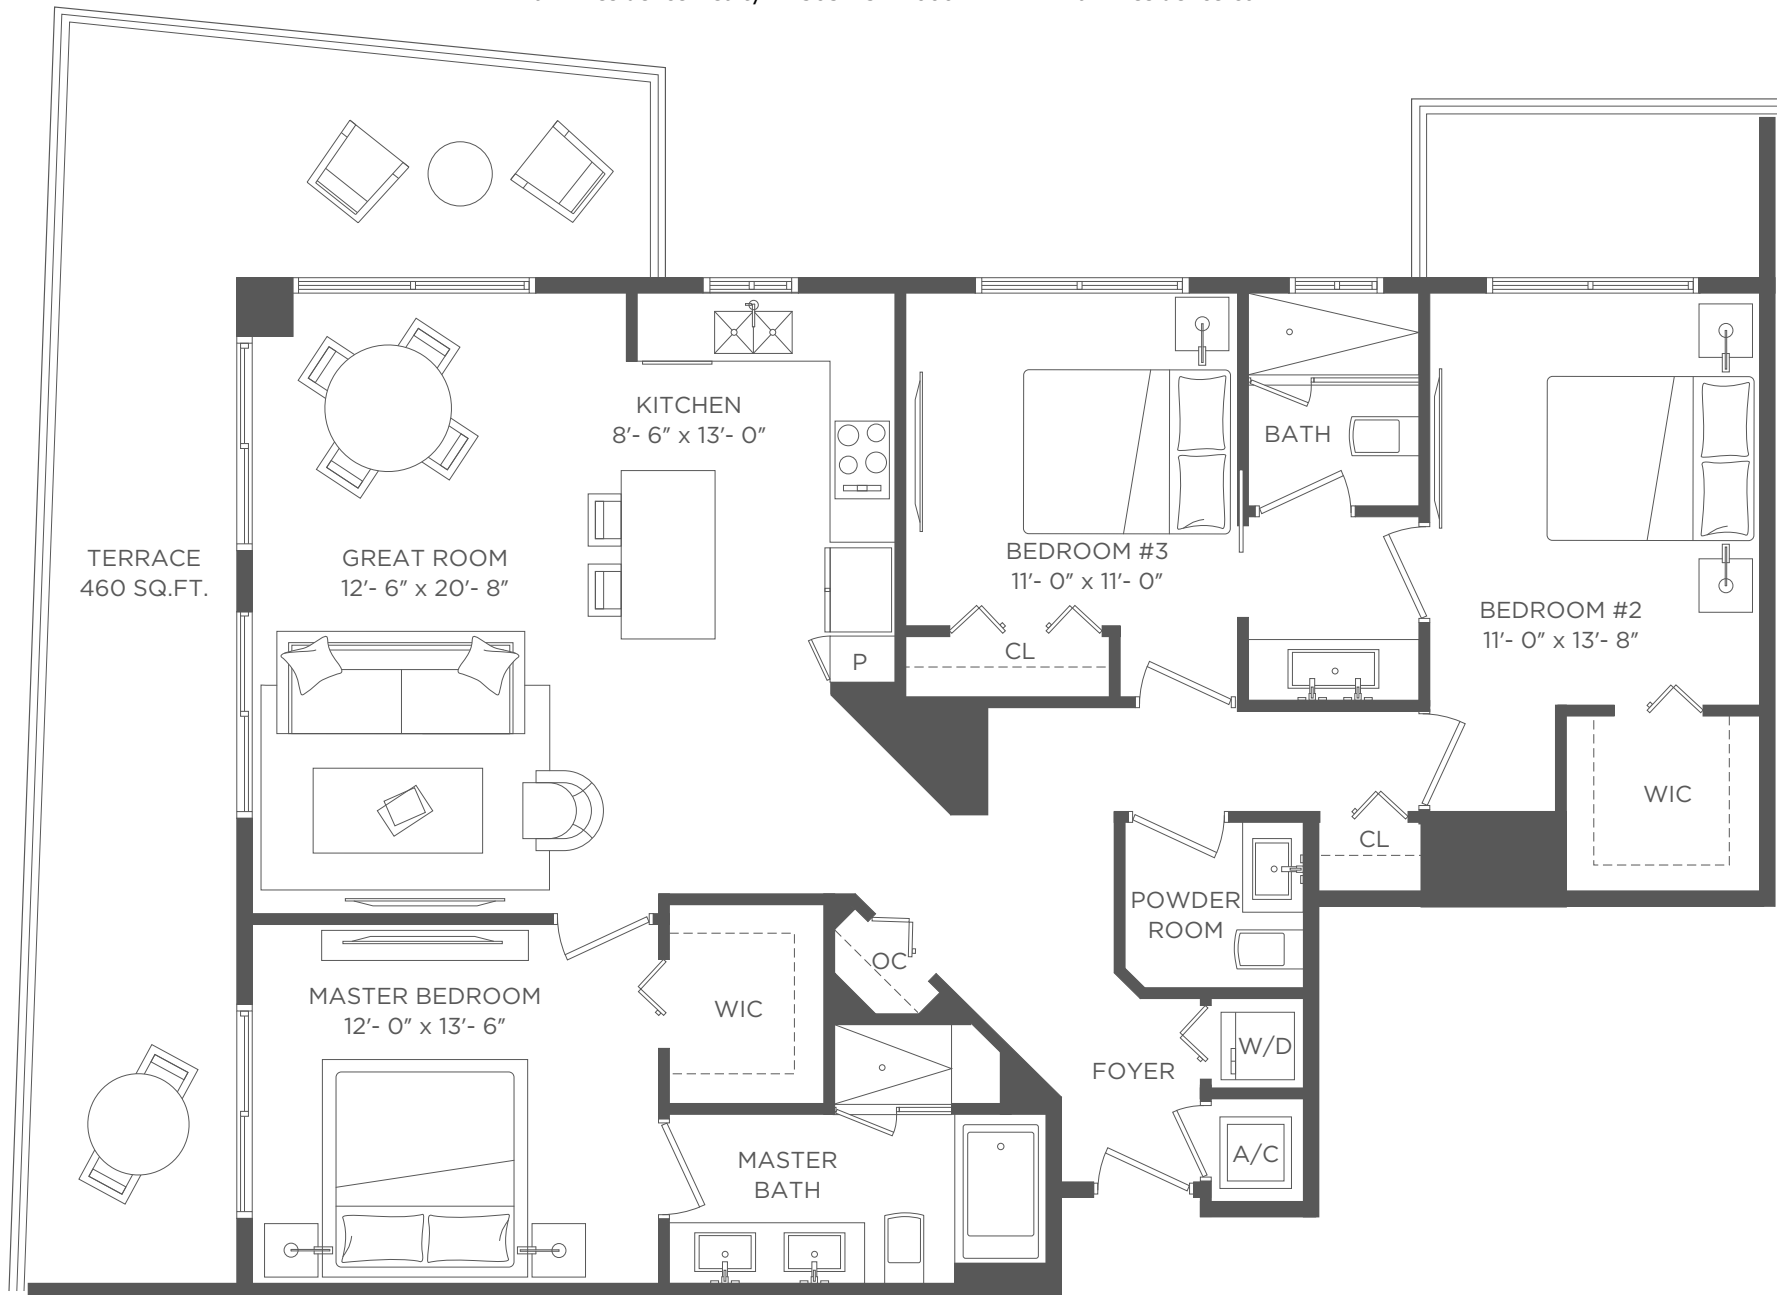 KITCHEN
8'- 6" x 13'- 0"
BATH
TERRACE
460 SQ.FT.
GREAT ROOM
12'- 6" x 20'- 8"
BEDROOM #3
11'- 0" x 11'- 0"
BEDROOM #2
11'- 0" x 13'- 8"
P
CL
WIC
CL
POWDER
ROOM
OC
MASTER BEDROOM
12'- 0" x 13'- 6"
WIC
W/D
FOYER
A/C
MASTER
BATH